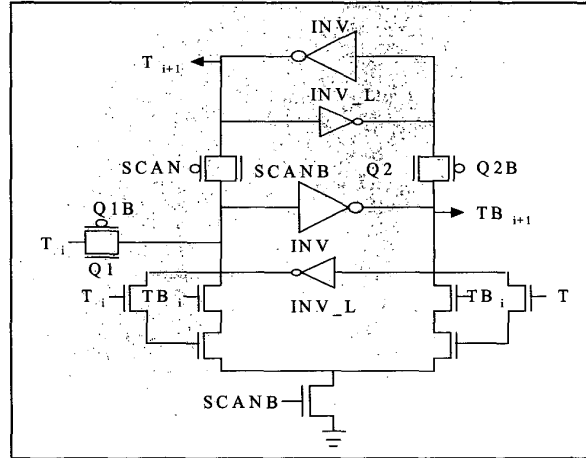 INV
T i+1
INV_L
SCAN
SCANB
Q2
Q2B
Q1B
TB i+1
T i
INV
Q1
T i
TB i
INV_L
TB i
T
SCANB